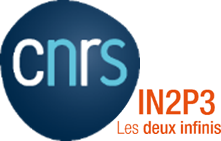 cnrs
IN2P3
Les deux infinis